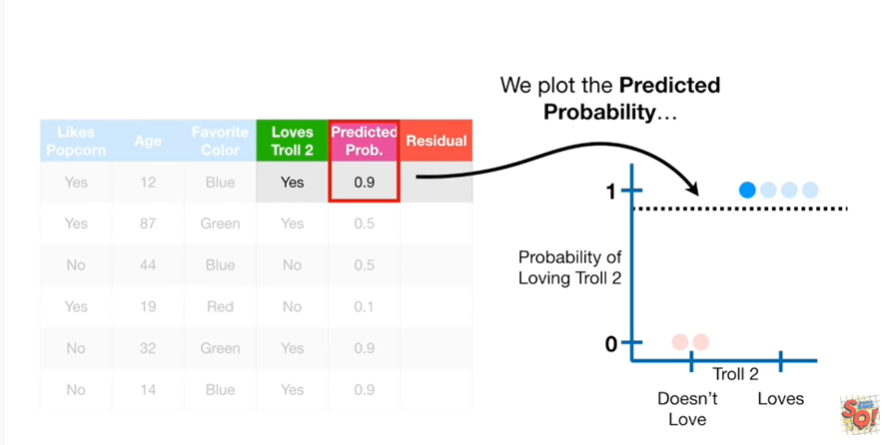 We plot the Predicted
Probability...
Likes Popcorn Age Favorite Color Loves Troll 2 Predicted Prob. Residual
Yes 12 Blue Yes 0.9
Yes 87 Green Yes 0.5
No 44 Blue No 0.5
Yes 19 Red No 0.1
No 32 Green Yes 0.9
No 14 Blue Yes 0.9
1
Probability of
Loving Troll 2
0
Troll 2
Doesn't
Love
Loves
SQ!